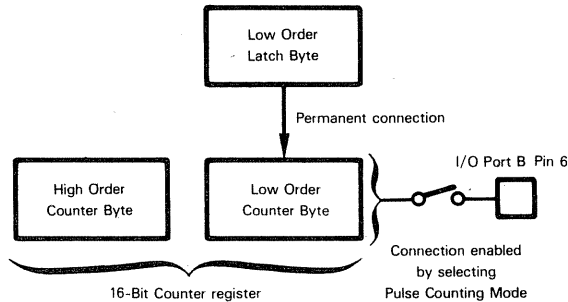 Low Order
Latch Byte
Permanent connection
I/O Port B Pin 6
High Order
Counter Byte
Low Order
Counter Byte
Connection enabled
by selecting
Pulse Counting Mode
16-Bit Counter register